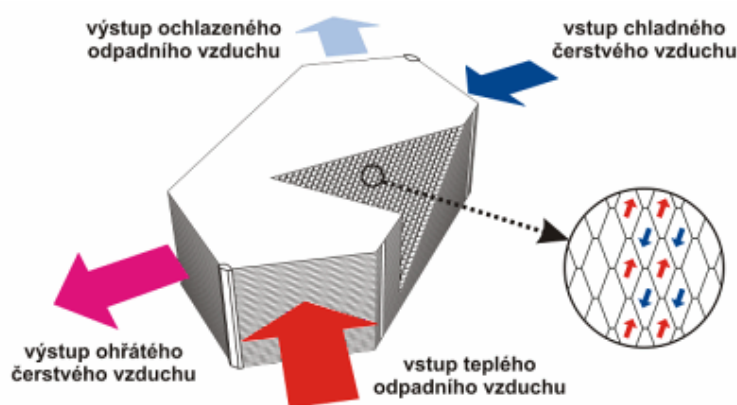 výstup ochlazeného
odpadního vzduchu
vstup chladného
čerstvého vzduchu
výstup ohřátého
čerstvého vzduchu
vstup teplého
odpadního vzduchu